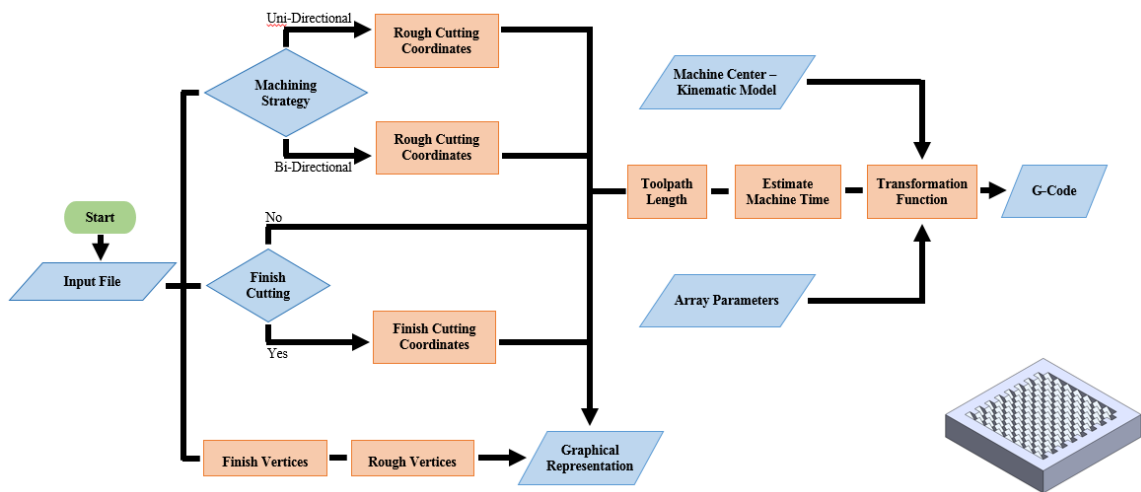 Uni-Directional
Rough Cutting
Coordinates
Machining
Strategy
Machine Center –
Kinematic Model
Rough Cutting
Coordinates
Bi-Directional
Toolpath
Length
Estimate
Machine Time
Transformation
Function
G-Code
Start
No
Input File
Finish
Cutting
Array Parameters
Finish Cutting
Coordinates
Yes
Finish Vertices
Rough Vertices
Graphical
Representation